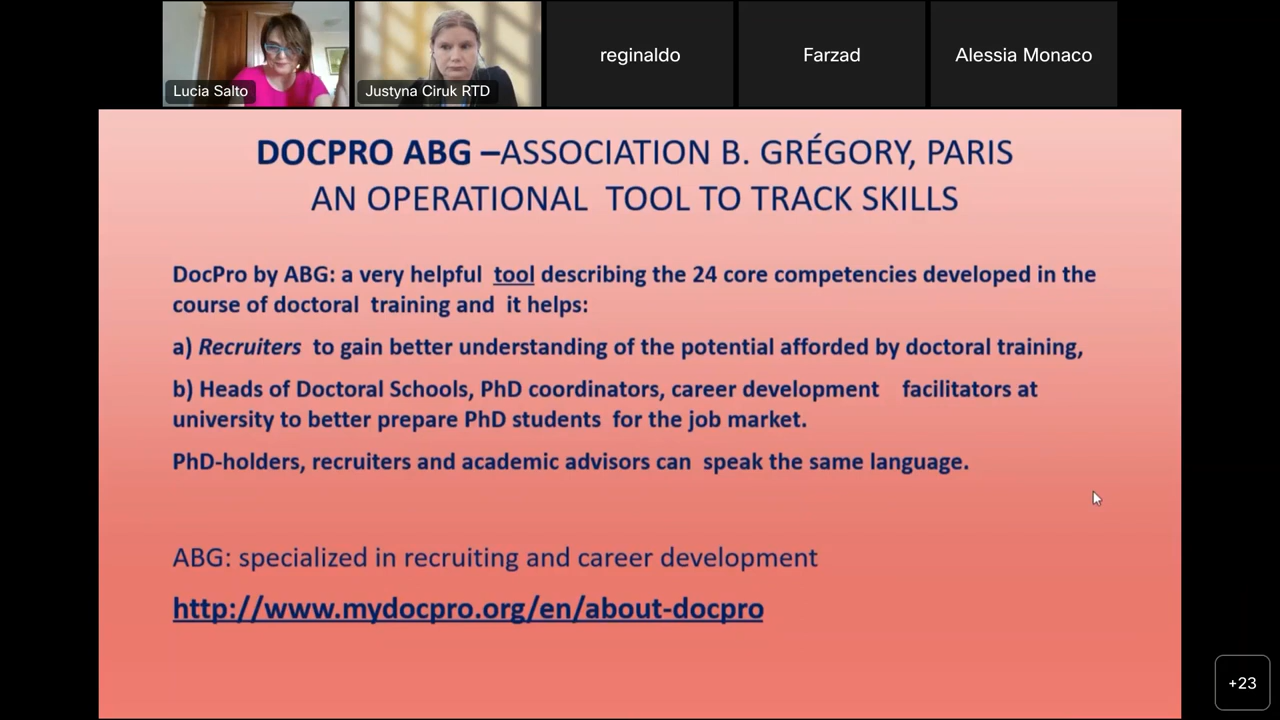 Lucia Salto
Justyna Ciruk RTD
reginaldo
Farzad
Alessia Monaco
DOCPRO ABG –ASSOCIATION B. GRÉGORY, PARIS
AN OPERATIONAL TOOL TO TRACK SKILLS
DocPro by ABG: a very helpful tool describing the 24 core competencies developed in the
course of doctoral training and it helps:
a) Recruiters to gain better understanding of the potential afforded by doctoral training,
b) Heads of Doctoral Schools, PhD coordinators, career development facilitators at
university to better prepare PhD students for the job market.
PhD-holders, recruiters and academic advisors can speak the same language.
ABG: specialized in recruiting and career development
http://www.mydocpro.org/en/about-docpro
+23